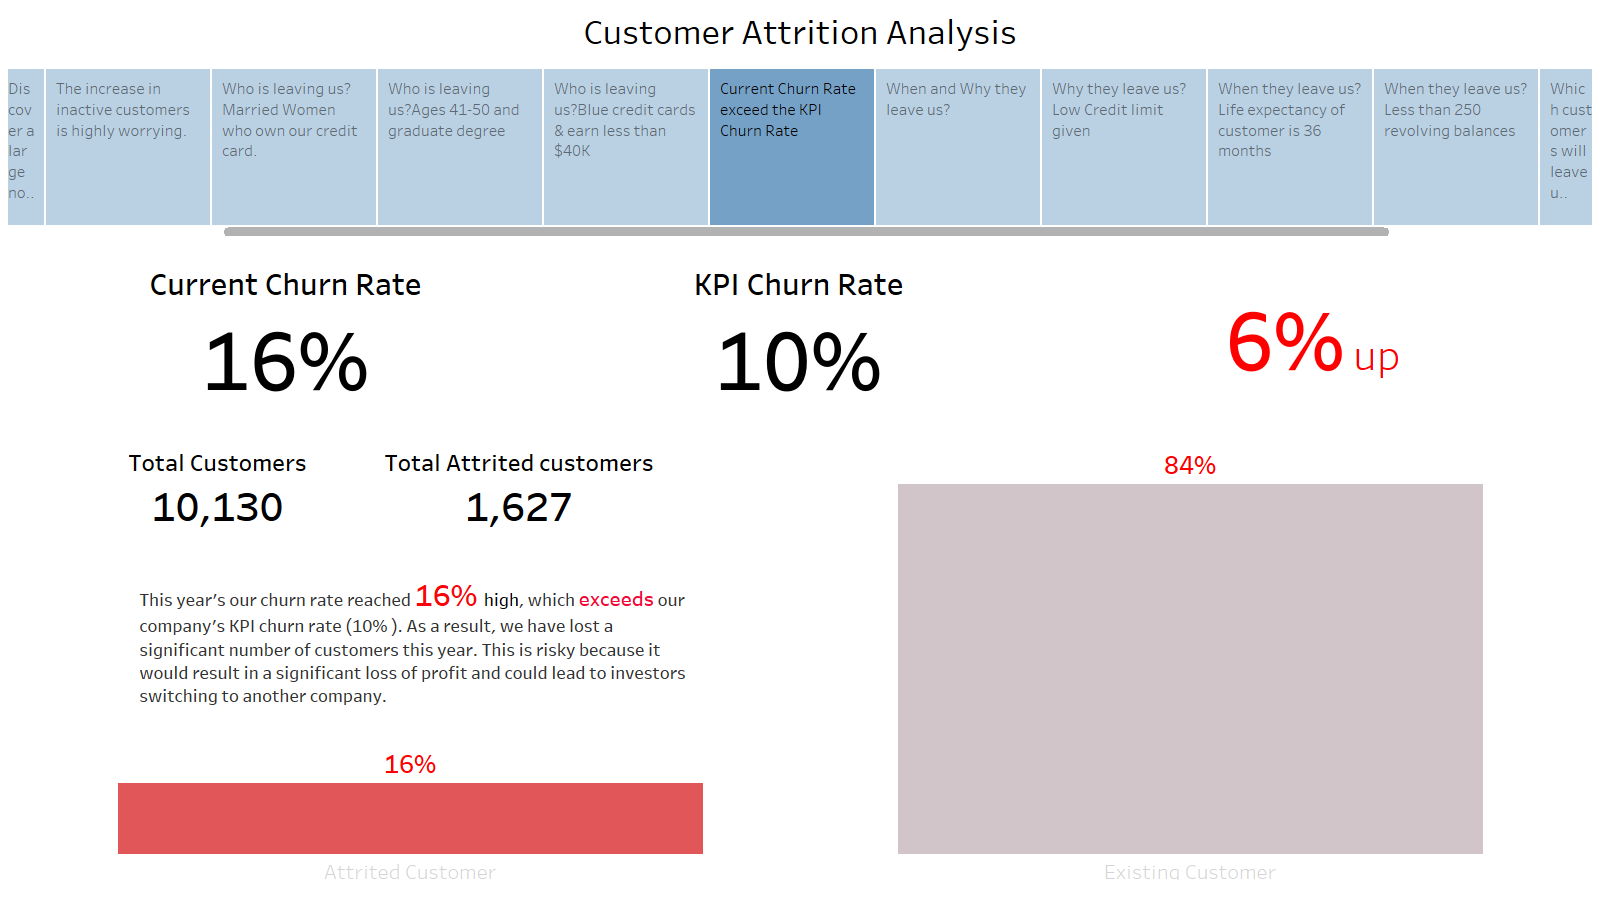 Customer Attrition Analysis
Dis
cov
er a
lar
ge
no..
The increase in
inactive customers
is highly worrying.
Who is leaving us?
Married Women
who own our credit
card.
Who is leaving
us?Ages 41-50 and
graduate degree
Who is leaving
us?Blue credit cards
& earn less than
$40K
Current Churn Rate
exceed the KPI
Churn Rate
When and Why they
leave us?
Why they leave us?
Low Credit limit
given
When they leave us?
Life expectancy of
customer is 36
months
When they leave us?
Less than 250
revolving balances
Whic
h cust
omer
s will
leave
u..
Current Churn Rate
16%
KPI Churn Rate
10%
6% up
Total Customers
10,130
Total Attrited customers
1,627
This year’s our churn rate reached 16% high, which exceeds our
company’s KPI churn rate (10% ). As a result, we have lost a
significant number of customers this year. This is risky because it
would result in a significant loss of profit and could lead to investors
switching to another company.
16%
Attrited Customer
84%
Existing Customer